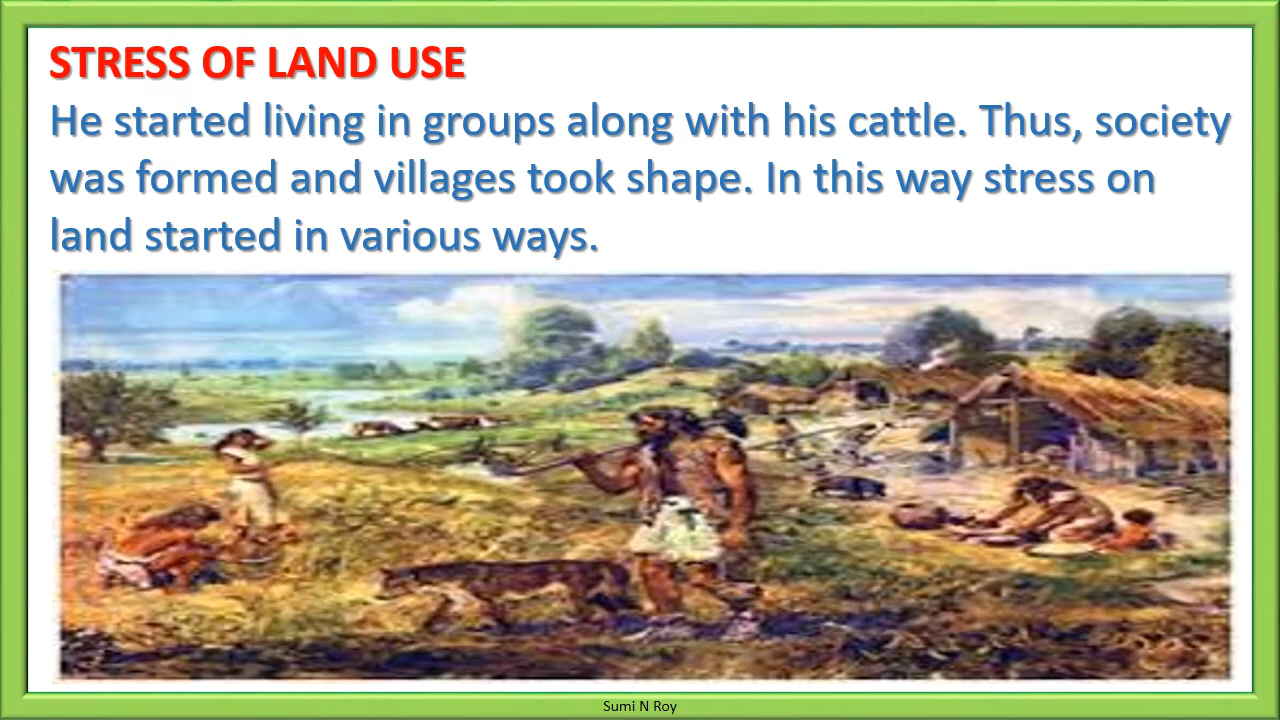 STRESS OF LAND USE
He started living in groups along with his cattle. Thus, society
was formed and villages took shape. In this way stress on
land started in various ways.
Sumi N Roy